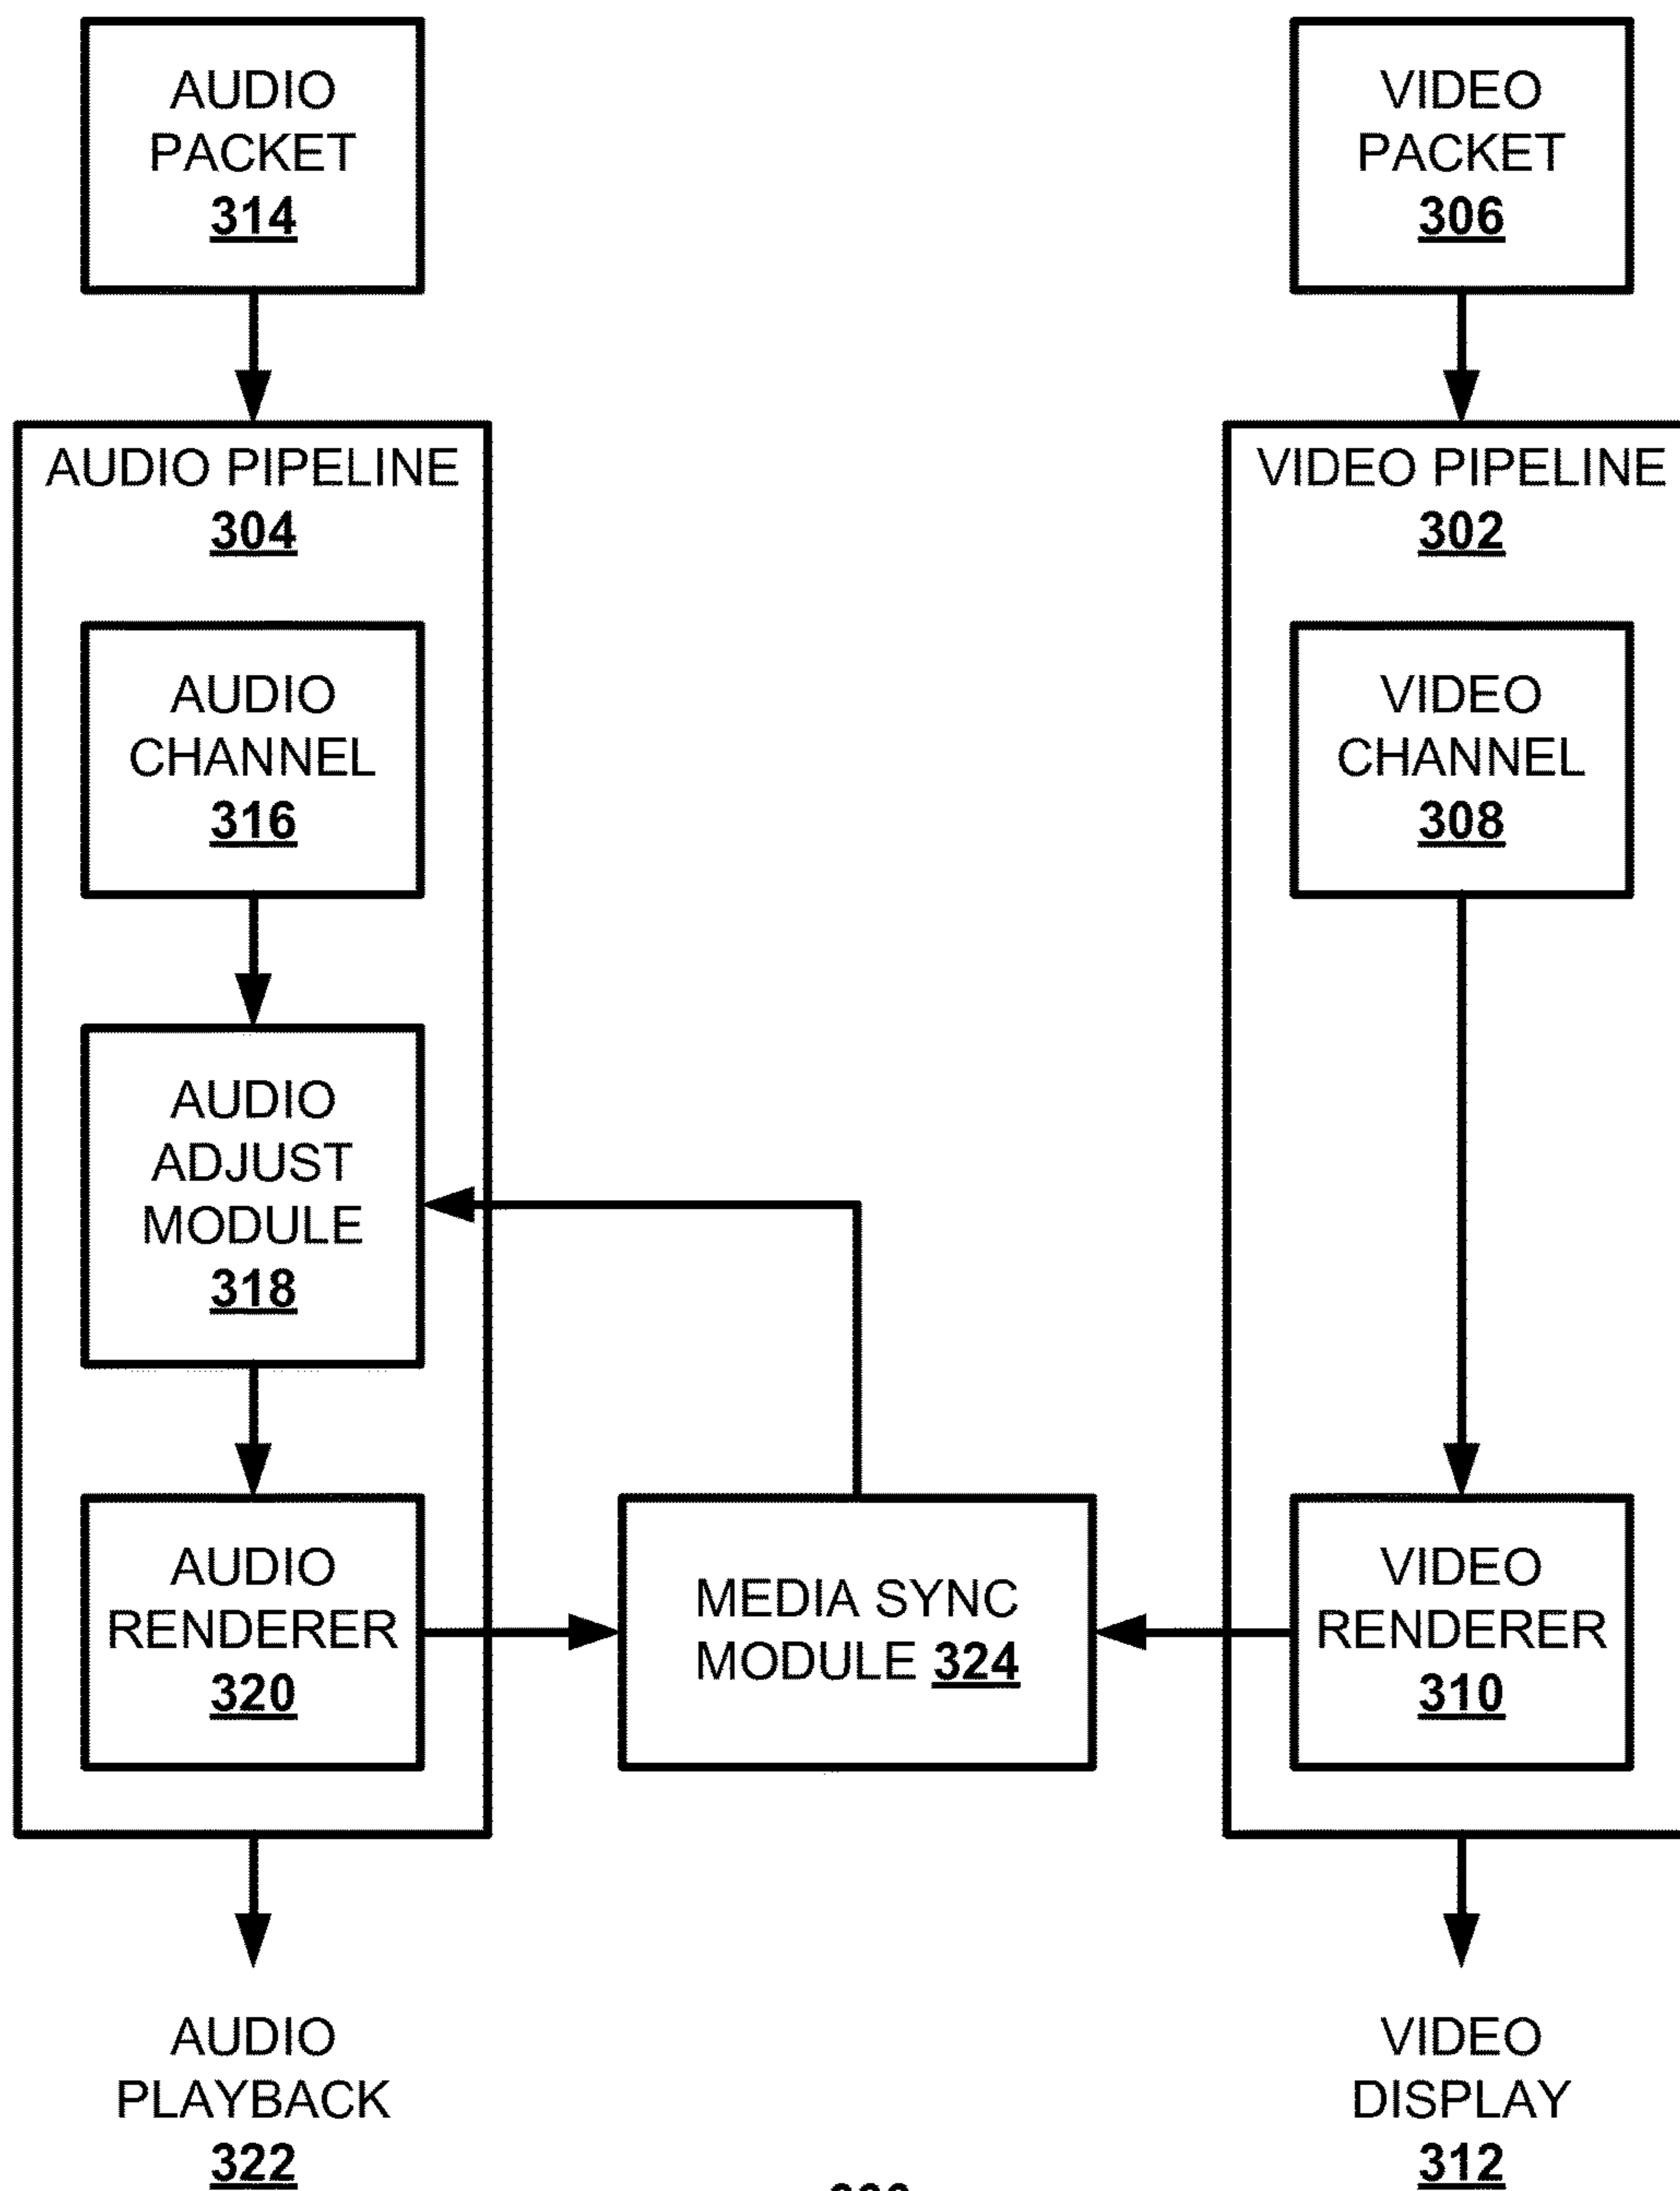 AUDIO
PACKET
314
VIDEO
PACKET
306
AUDIO PIPELINE
304
VIDEO PIPELINE
302
AUDIO
CHANNEL
316
VIDEO
CHANNEL
308
AUDIO
ADJUST
MODULE
318
AUDIO
RENDERER
320
MEDIA SYNC
MODULE 324
VIDEO
RENDERER
310
AUDIO
PLAYBACK
322
VIDEO
DISPLAY
312